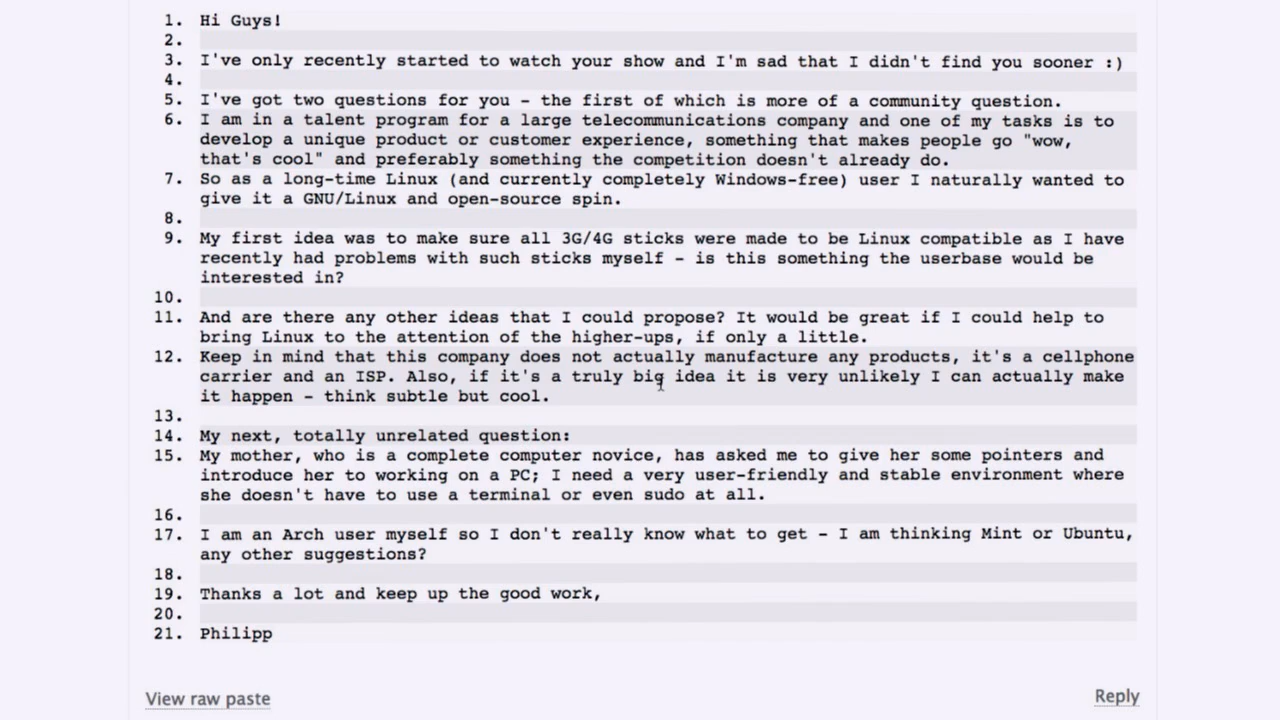 1. Hi Guys!
2.
3. I've only recently started to watch your show and I'm sad that I didn't find you sooner :)
4.
5. I've got two questions for you - the first of which is more of a community question.
6. I am in a talent program for a large telecommunications company and one of my tasks is to
develop a unique product or customer experience, something that makes people go "wow,
that's cool" and preferably something the competition doesn't already do.
7. So as a long-time Linux (and currently completely Windows-free) user I naturally wanted to
give it a GNU/Linux and open-source spin.
8.
9. My first idea was to make sure all 3G/4G sticks were made to be Linux compatible as I have
recently had problems with such sticks myself - is this something the userbase would be
interested in?
10.
11. And are there any other ideas that I could propose? It would be great if I could help to
bring Linux to the attention of the higher-ups, if only a little.
12. Keep in mind that this company does not actually manufacture any products, it's a cellphone
carrier and an ISP. Also, if it's a truly big idea it is very unlikely I can actually make
it happen - think subtle but cool.
13.
14. My next, totally unrelated question:
15. My mother, who is a complete computer novice, has asked me to give her some pointers and
introduce her to working on a PC; I need a very user-friendly and stable environment where
she doesn't have to use a terminal or even sudo at all.
16.
17. I am an Arch user myself so I don't really know what to get - I am thinking Mint or Ubuntu,
any other suggestions?
18.
19. Thanks a lot and keep up the good work,
20.
21. Philipp
View raw paste
Reply